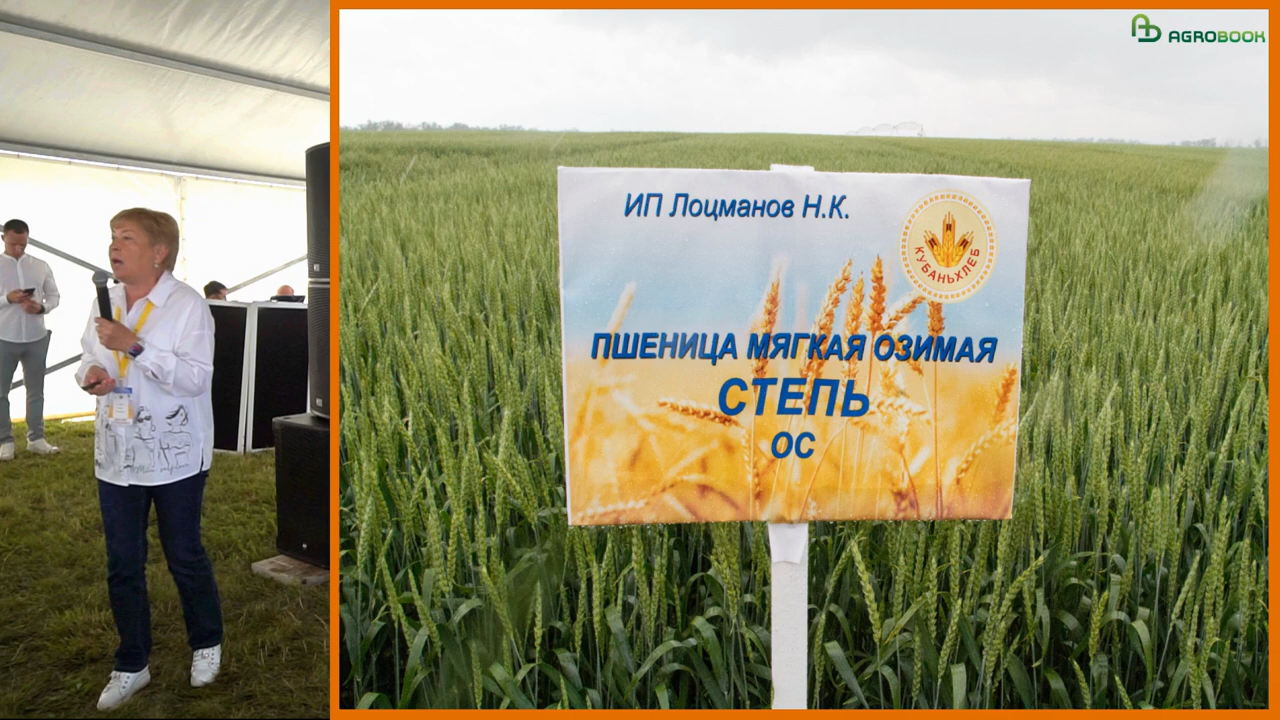 AGROBOOK
ИП Лоцманов Н.К.
КУБАНЬХЛЕБ
ПШЕНИЦА МЯГКАЯ ОЗИМАЯ
СТЕПЬ
ОС